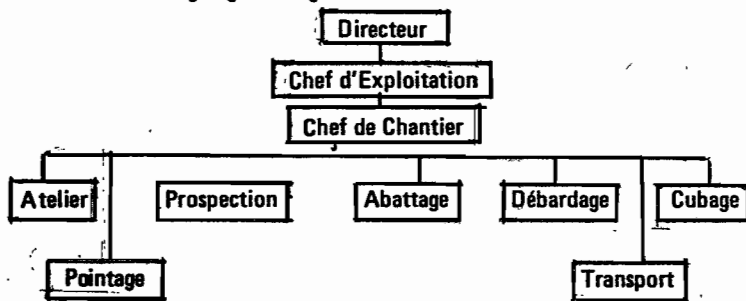 Directeur
Chef d'Exploitation
Chef de Chantier
Atelier Prospection Abattage Débardage Cubage
Pointage Transport